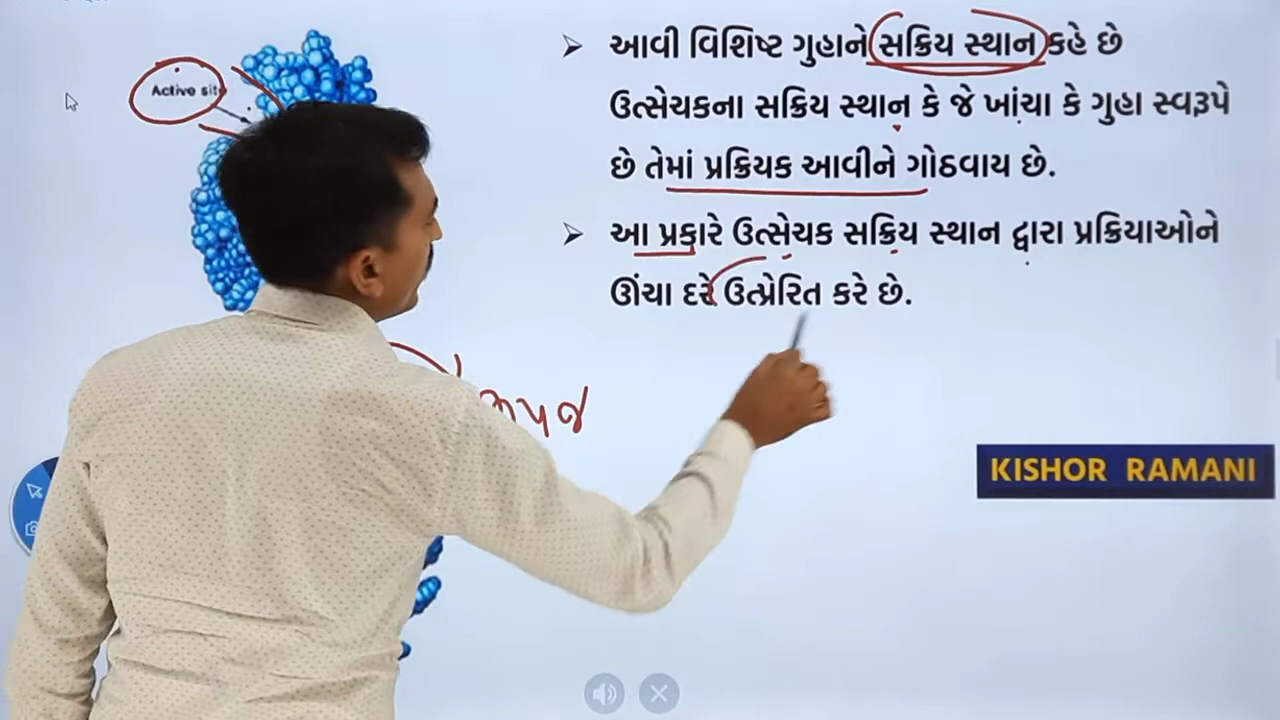 Active site
આવી વિશિષ્ટ ગુહાને સક્રિય સ્થાન કહે છે
ઉત્સેચકના સક્રિય સ્થાન કે જે ખાંચા કે ગુહા સ્વરૂપે
છે તેમાં પ્રક્રિયક આવીને ગોઠવાય છે.
આ પ્રકારે ઉત્સેચક સક્રિય સ્થાન દ્વારા પ્રક્રિયાઓને
ઊંચા દરે ઉત્પ્રેરિત કરે છે.
KISHOR RAMANI